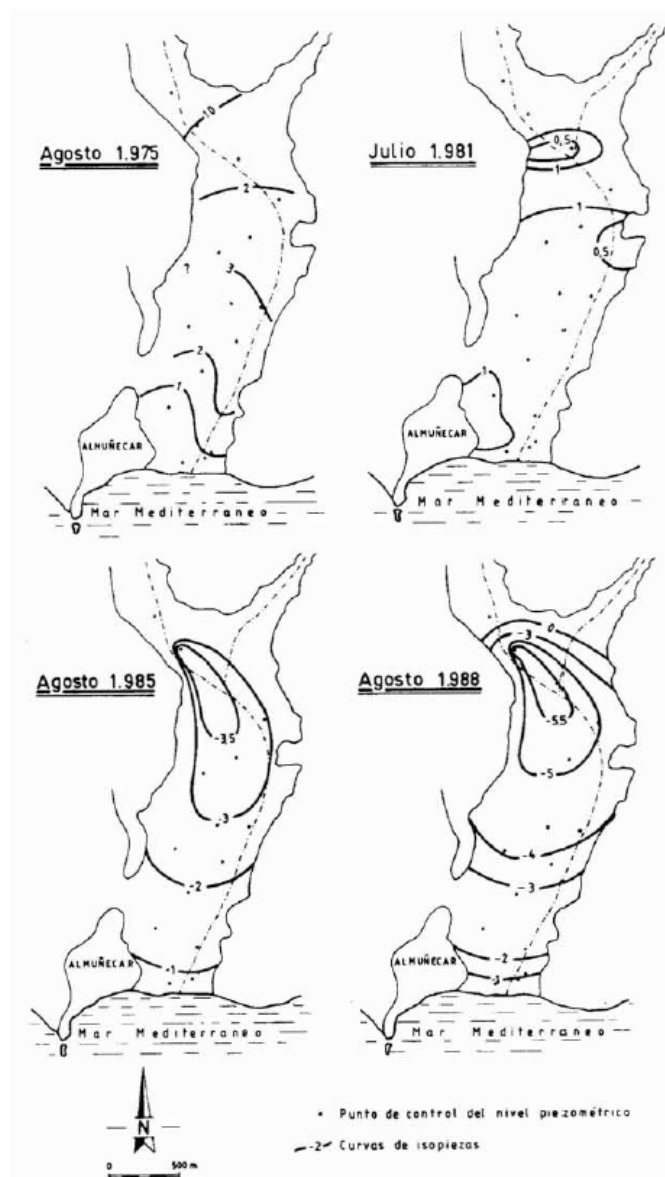 10
Agosto 1.975
2
?
3
2
1
ALMUÑECAR
Mar Mediterraneo
0,5
Julio 1.981
1
1
0,5
1
ALMUÑECAR
Mar Mediterraneo
Agosto 1.985
-3,5
-3
-2
-1
ALMUÑECAR
Mar Mediterraneo
0
-3
Agosto 1.988
-5,5
-5
-4
-3
-2
ALMUÑECAR
Mar Mediterraneo
N
0 500 m.
Punto de control del nivel piezométrico
-2 Curvas de isopiezas